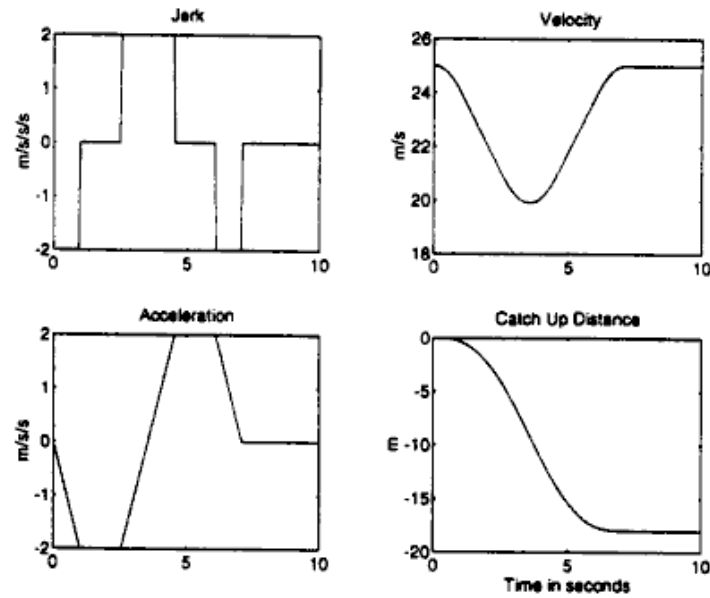 Jerk
2
1
0
-1
-2
m/s/s/s
0 5 10
Velocity
26
24
22
20
18
m/s
0 5 10
Acceleration
2
1
0
-1
-2
m/s/s
0 5 10
Catch Up Distance
0
-5
-10
-15
-20
m
0 5 10
Time in seconds